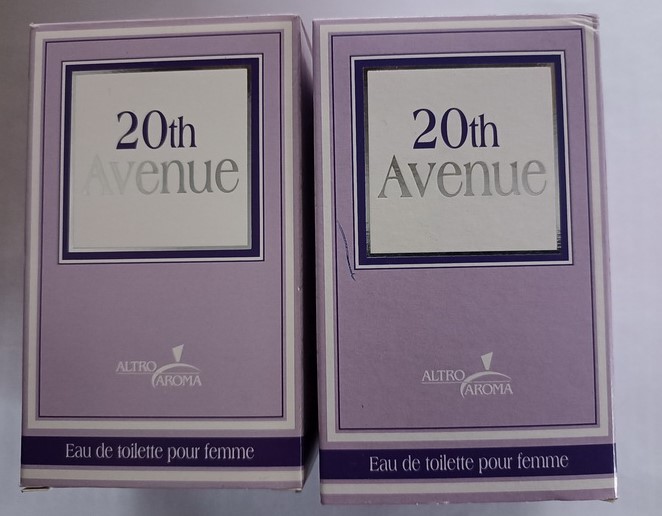 20th
Avenue
ALTRO
AROMA
Eau de toilette pour femme
20th
Avenue
ALTRO
AROMA
Eau de toilette pour femme